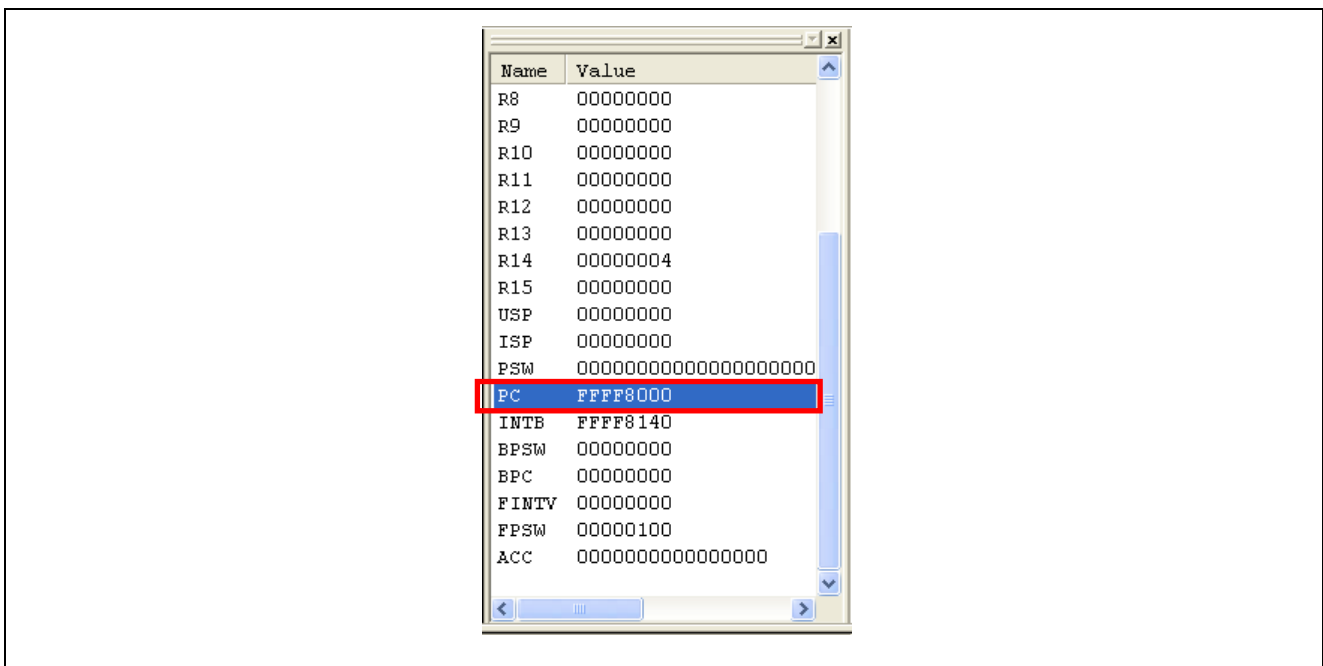 Name Value
R8 00000000
R9 00000000
R10 00000000
R11 00000000
R12 00000000
R13 00000000
R14 00000004
R15 00000000
USP 00000000
ISP 00000000
PSW 00000000000000000000
PC FFFF8000
INTB FFFF8140
BPSW 00000000
BPC 00000000
FINTV 00000000
FPSW 00000100
ACC 0000000000000000